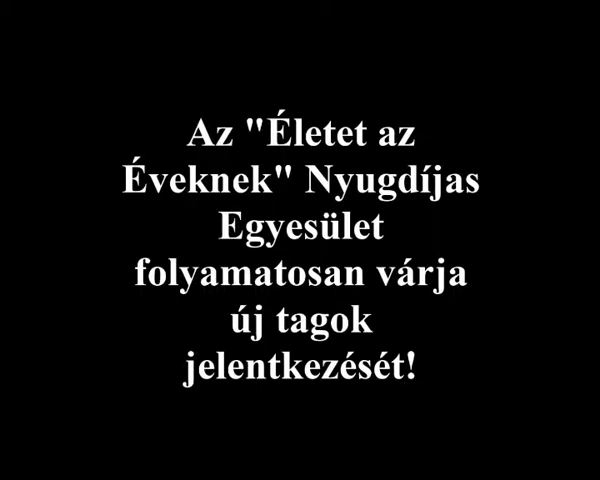 Az "Életet az
Éveknek" Nyugdíjas
Egyesület
folyamatosan várja
új tagok
jelentkezését!